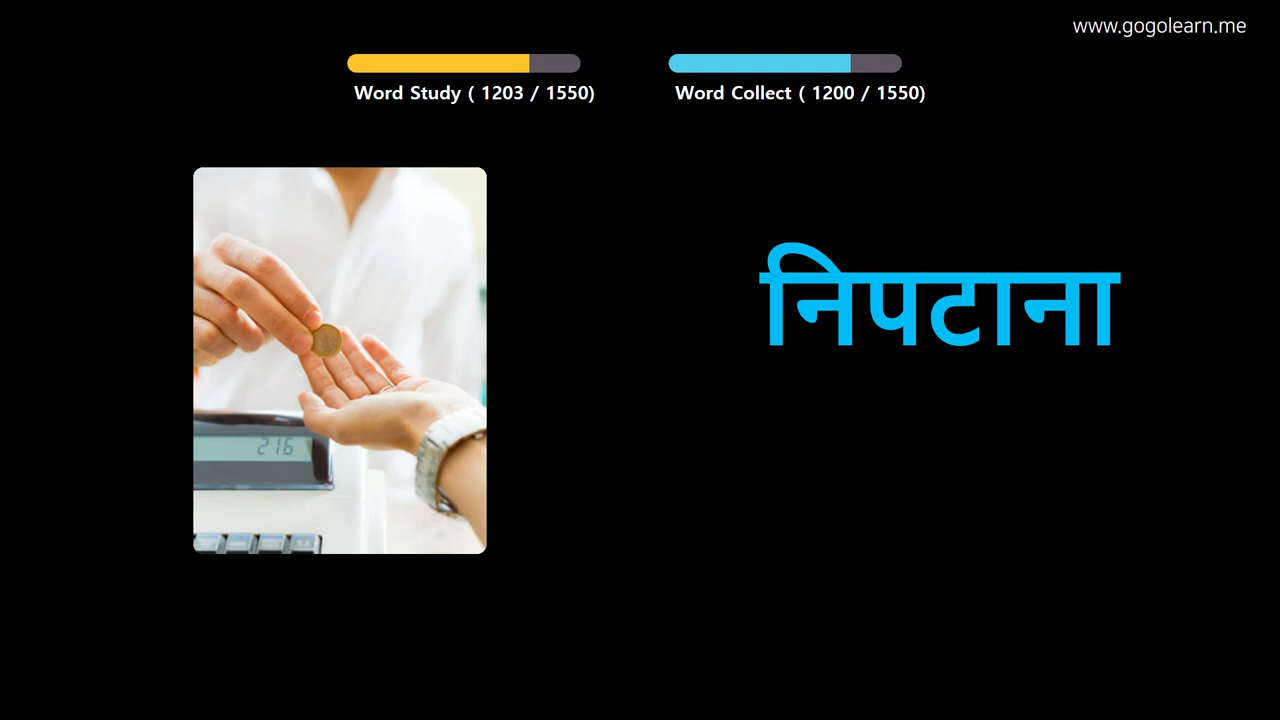 www.gogolearn.me
Word Study ( 1203 / 1550)
Word Collect ( 1200 / 1550)
निपटाना
216